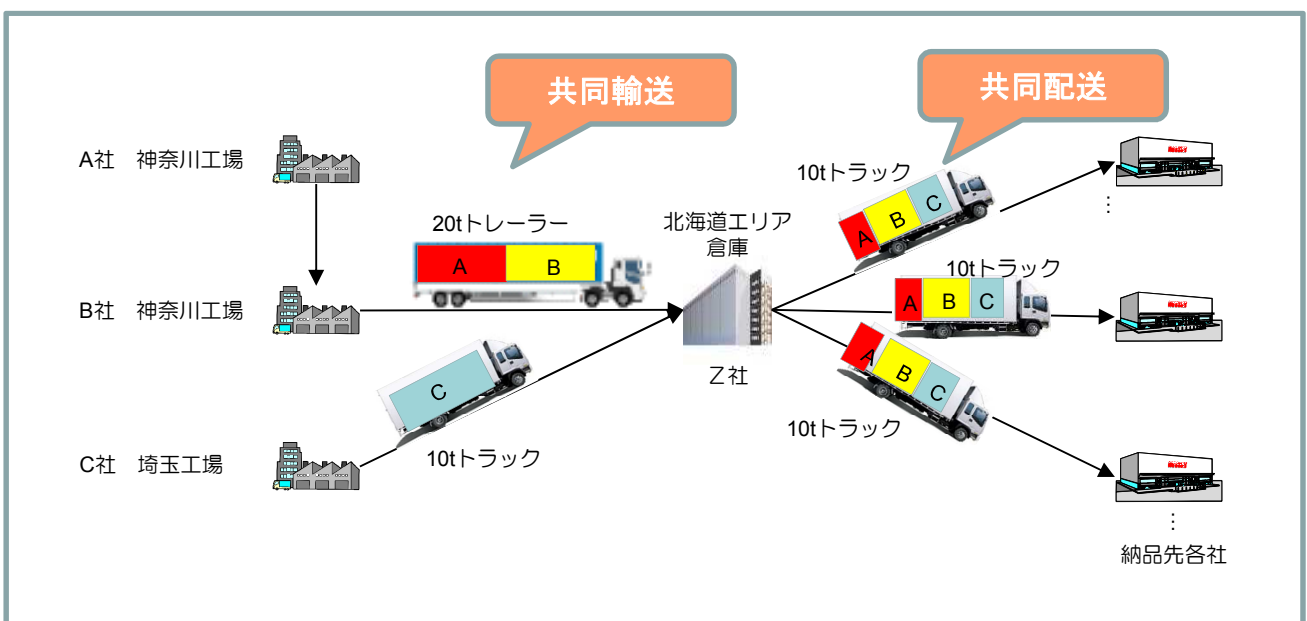 共同輸送
共同配送
A社　神奈川工場
10tトラック
︙
20tトレーラー
北海道エリア
倉庫
A
B
C
A
B
10tトラック
B社　神奈川工場
A
B
C
Z社
C
A
B
C
10tトラック
C社　埼玉工場
10tトラック
︙
納品先各社